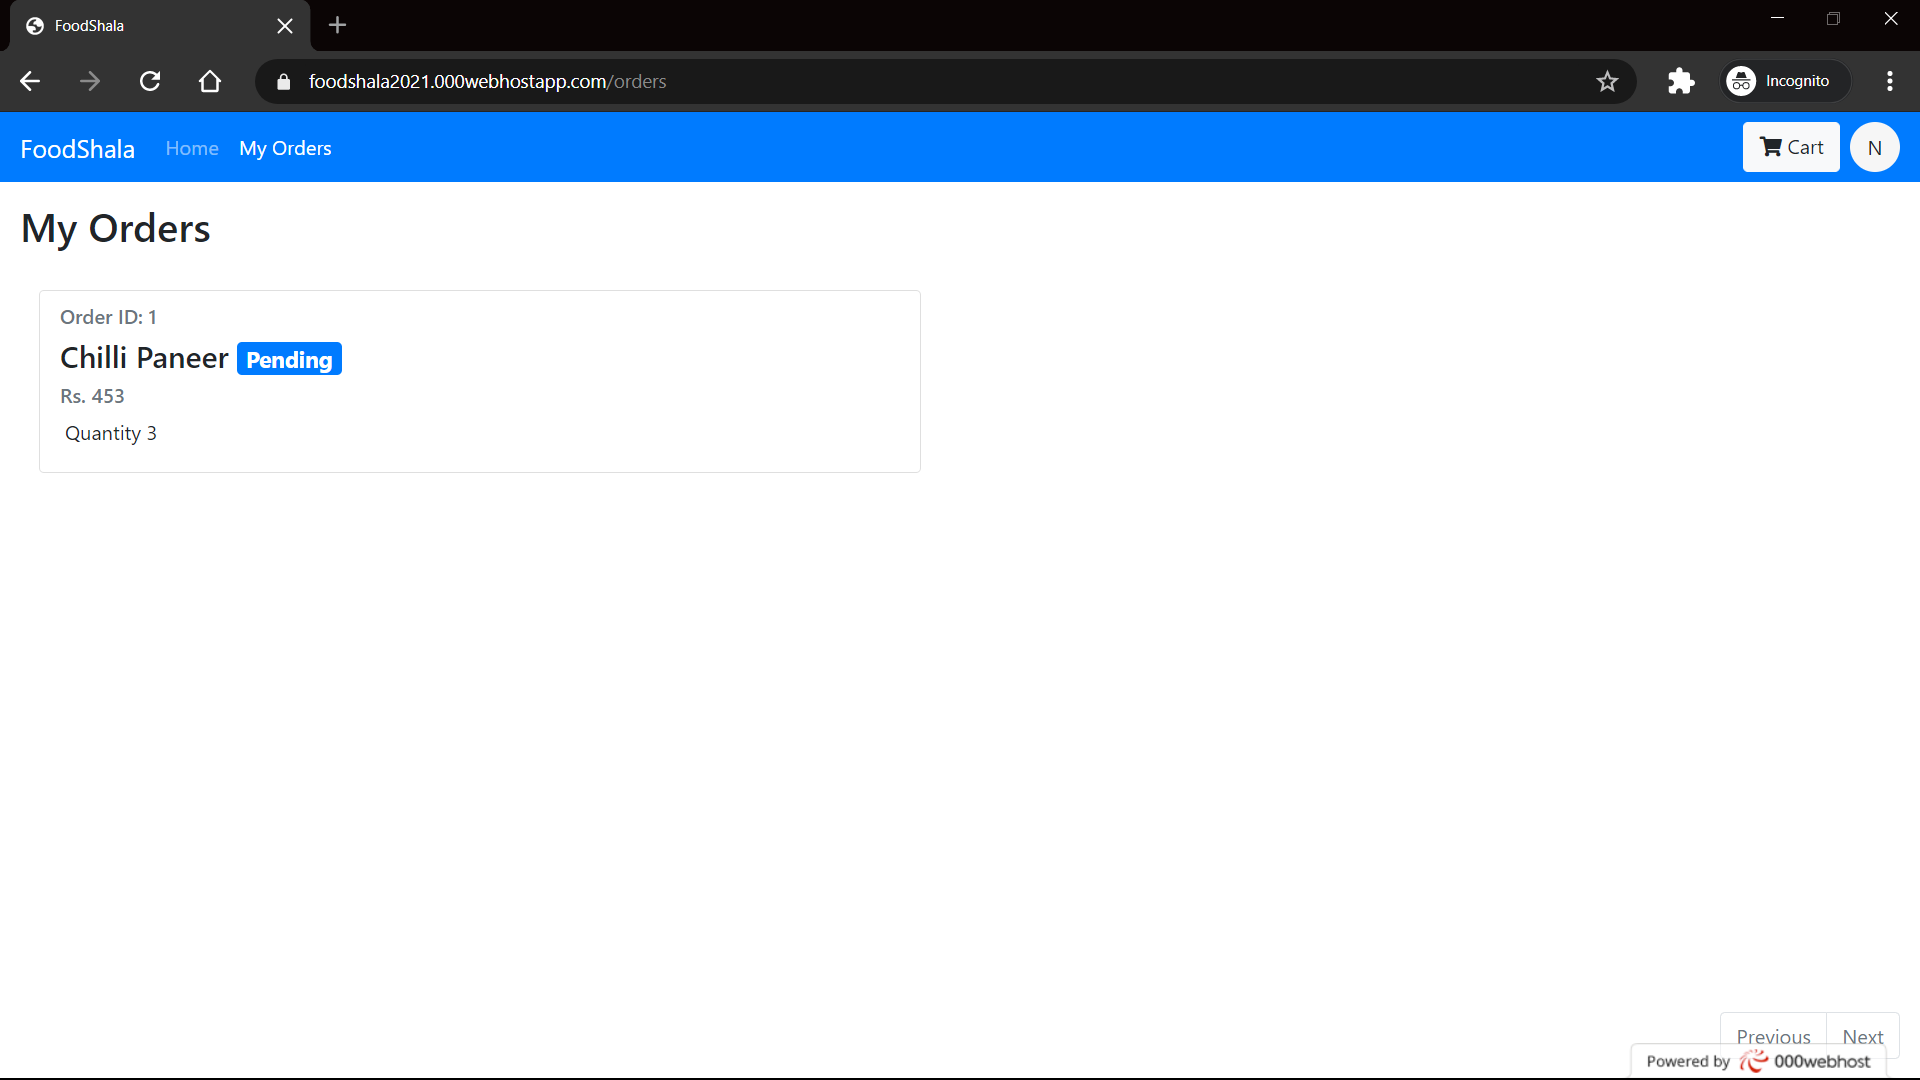 FoodShala
foodshala2021.000webhostapp.com/orders
Incognito
FoodShala Home My Orders
Cart
N
My Orders
Order ID: 1
Chilli Paneer Pending
Rs. 453
Quantity 3
Previous Next
Powered by 000webhost